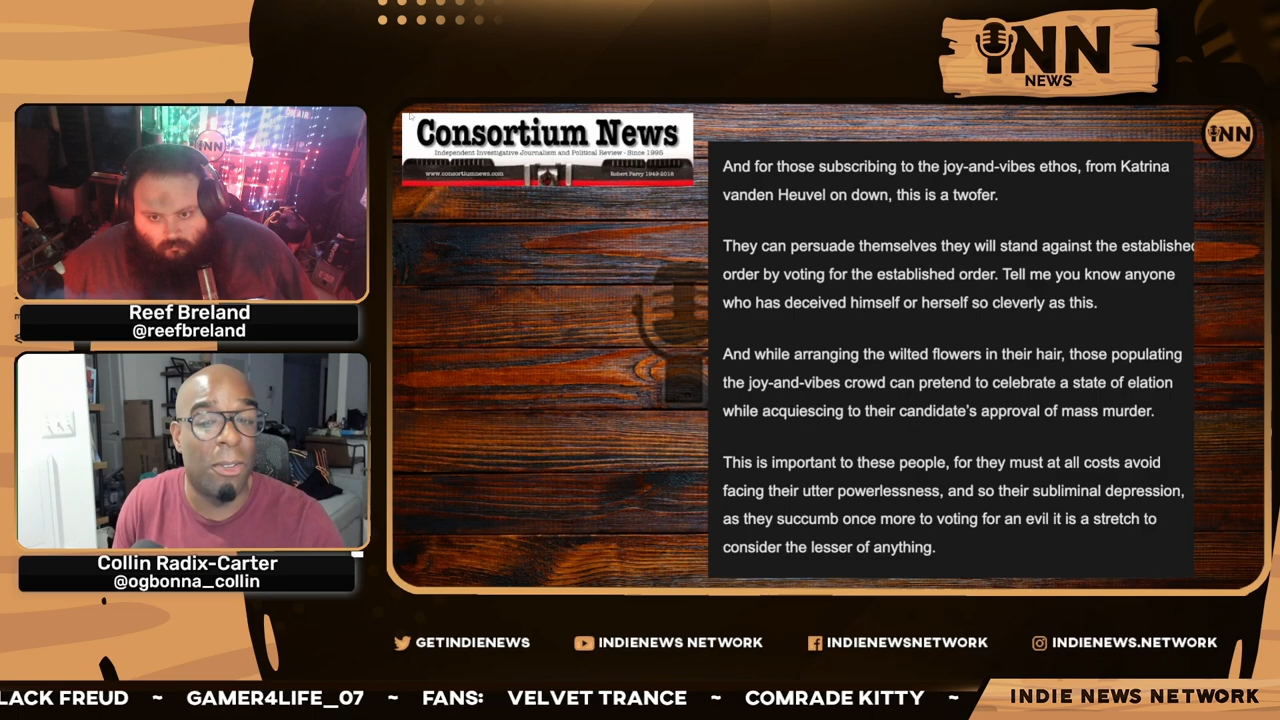 INN
NEWS
INN
Consortium News
Independent Investigative Journalism and Political Review - Since 1995
www.consortiumnews.com
Robert Parry 1949-2018
And for those subscribing to the joy-and-vibes ethos, from Katrina
vanden Heuvel on down, this is a twofer.
They can persuade themselves they will stand against the established
order by voting for the established order. Tell me you know anyone
who has deceived himself or herself so cleverly as this.
And while arranging the wilted flowers in their hair, those populating
the joy-and-vibes crowd can pretend to celebrate a state of elation
while acquiescing to their candidate's approval of mass murder.
This is important to these people, for they must at all costs avoid
facing their utter powerlessness, and so their subliminal depression,
as they succumb once more to voting for an evil it is a stretch to
consider the lesser of anything.
INN
Reef Breland
@reefbreland
Collin Radix-Carter
@ogbonna_collin
GETINDIENEWS
INDIENEWS NETWORK
INDIENEWSNETWORK
INDIENEWS.NETWORK
LACK FREUD ~ GAMER4LIFE_07 ~ FANS: VELVET TRANCE ~ COMRADE KITTY ~
INDIE NEWS NETWORK